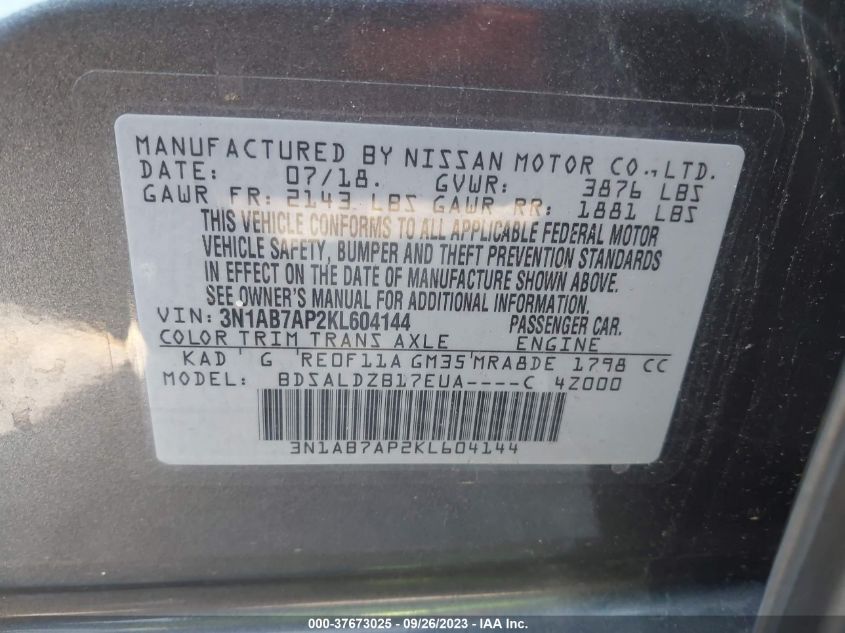 MANUFACTURED BY NISSAN MOTOR CO., LTD.
DATE: 07/18. GVWR: 3876 LBS
GAWR FR: 2143 LBS GAWR RR: 1881 LBS
THIS VEHICLE CONFORMS TO ALL APPLICABLE FEDERAL MOTOR
VEHICLE SAFETY, BUMPER AND THEFT PREVENTION STANDARDS
IN EFFECT ON THE DATE OF MANUFACTURE SHOWN ABOVE.
SEE OWNER'S MANUAL FOR ADDITIONAL INFORMATION.
VIN: 3N1AB7AP2KL604144 PASSENGER CAR.
COLOR TRIM TRANS AXLE ENGINE
KAD G RE0F11A GM35 MRA8DE 1798 CC
MODEL: BDSALDZB17EUA----C 4Z000
3N1AB7AP2KL604144
000-37673025 - 09/26/2023 - IAA Inc.